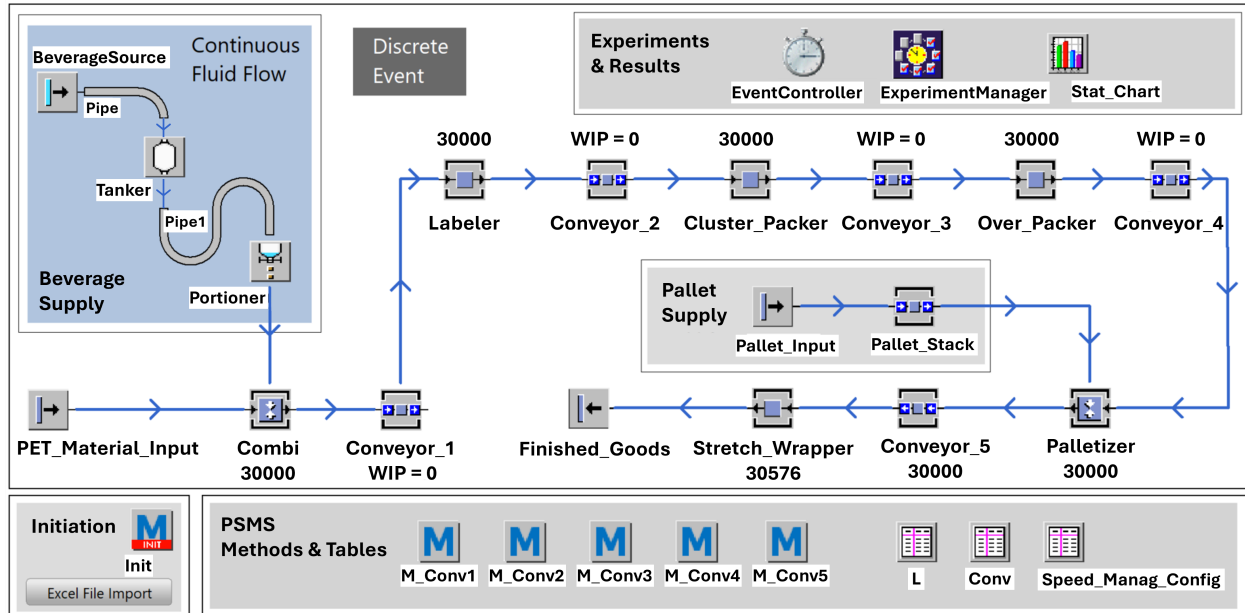 BeverageSource
Continuous
Fluid Flow
Pipe
Tanker
Pipe1
Beverage
Supply
Portioner
Discrete
Event
Experiments
& Results
EventController
ExperimentManager
Stat_Chart
30000
WIP = 0
30000
WIP = 0
30000
WIP = 0
Labeler
Conveyor_2
Cluster_Packer
Conveyor_3
Over_Packer
Conveyor_4
Pallet
Supply
Pallet_Input
Pallet_Stack
PET_Material_Input
Combi
30000
Conveyor_1
WIP = 0
Finished_Goods
Stretch_Wrapper
30576
Conveyor_5
30000
Palletizer
30000
Initiation
M
INIT
Init
Excel File Import
PSMS
Methods & Tables
M
M_Conv1
M
M_Conv2
M
M_Conv3
M
M_Conv4
M
M_Conv5
L
Conv
Speed_Manag_Config